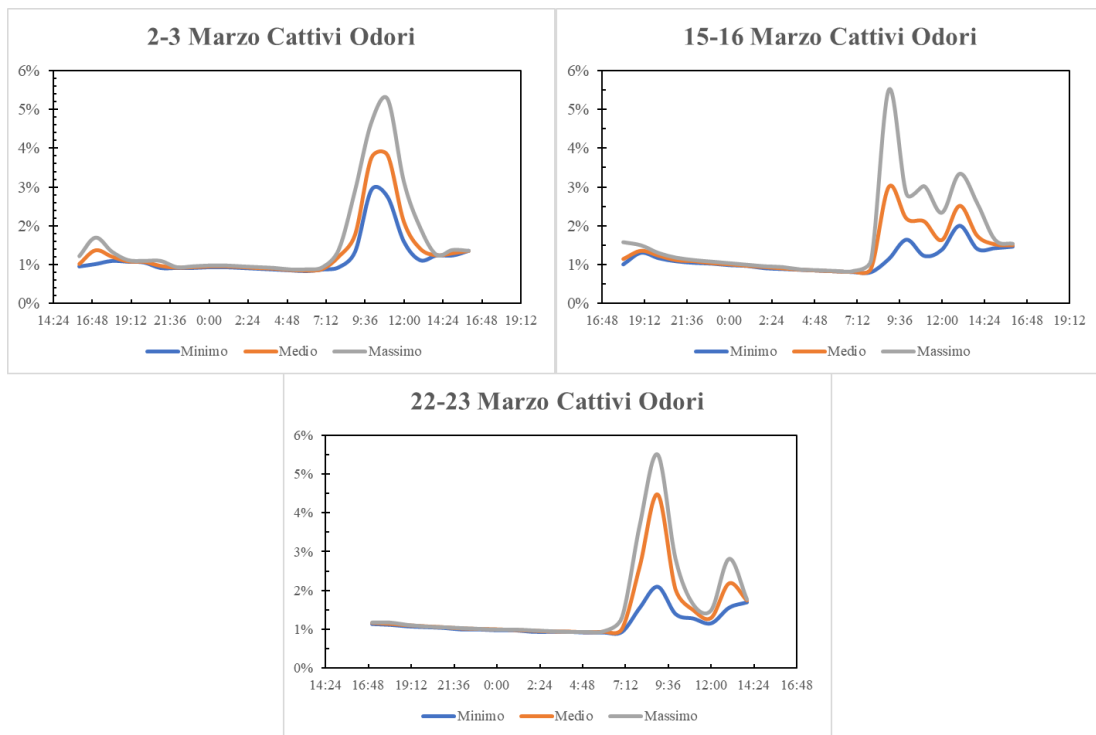 2-3 Marzo Cattivi Odori
6%
5%
4%
3%
2%
1%
0%
14:24 16:48 19:12 21:36 0:00 2:24 4:48 7:12 9:36 12:00 14:24 16:48 19:12
Minimo Medio Massimo
15-16 Marzo Cattivi Odori
6%
5%
4%
3%
2%
1%
0%
16:48 19:12 21:36 0:00 2:24 4:48 7:12 9:36 12:00 14:24 16:48 19:12
Minimo Medio Massimo
22-23 Marzo Cattivi Odori
6%
5%
4%
3%
2%
1%
0%
14:24 16:48 19:12 21:36 0:00 2:24 4:48 7:12 9:36 12:00 14:24 16:48
Minimo Medio Massimo